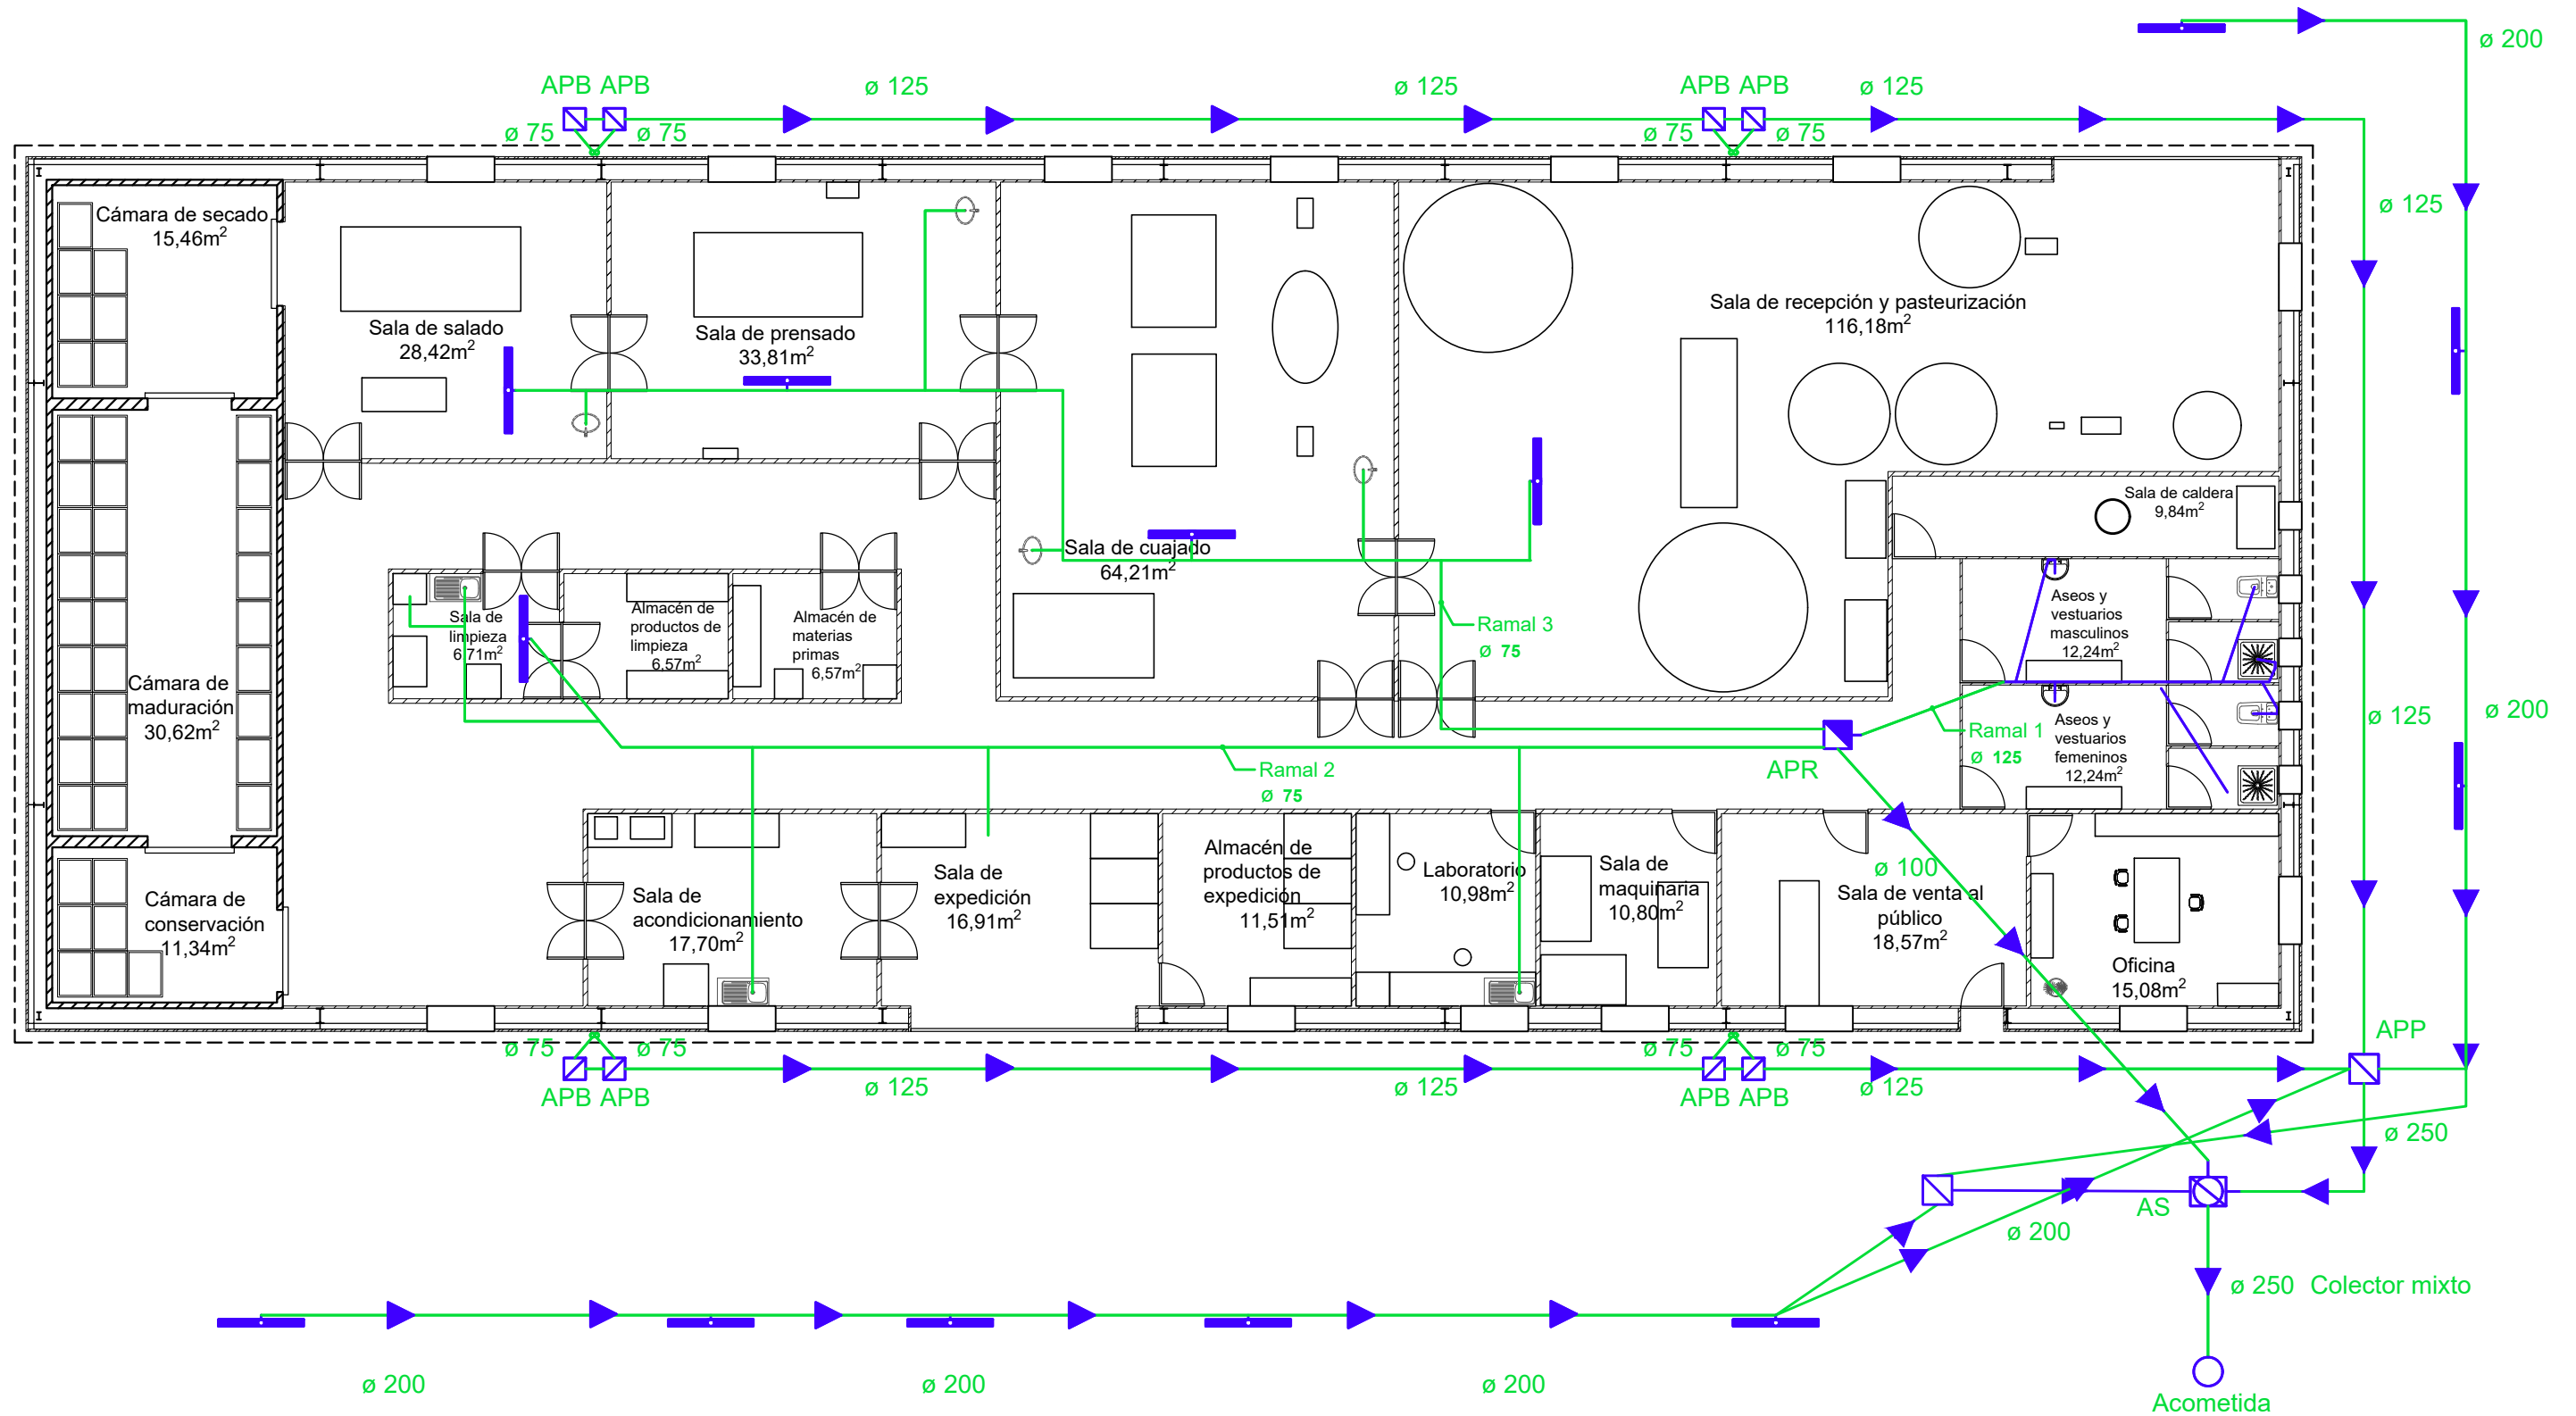 ø 200
APB APB
ø 125
ø 125
APB APB
ø 125
ø 75
ø 75
ø 75
ø 75
ø 125
Cámara de secado
15,46m²
Sala de salado
28,42m²
Sala de prensado
33,81m²
Sala de recepción y pasteurización
116,18m²
Sala de caldera
9,84m²
Sala de cuajado
64,21m²
Sala de
limpieza
6,71m²
Almacén de
productos de
limpieza
6,57m²
Almacén de
materias
primas
6,57m²
Ramal 3
Ø 75
Aseos y
vestuarios
masculinos
12,24m²
Cámara de
maduración
30,62m²
ø 125
ø 200
Ramal 1
Ø 125
Aseos y
vestuarios
femeninos
12,24m²
APR
Ramal 2
Ø 75
Cámara de
conservación
11,34m²
Sala de
acondicionamiento
17,70m²
Sala de
expedición
16,91m²
Almacén de
productos de
expedición
11,51m²
Laboratorio
10,98m²
Sala de
maquinaria
10,80m²
ø 100
Sala de venta al
público
18,57m²
Oficina
15,08m²
APP
ø 75
ø 75
ø 75
ø 75
APB APB
ø 125
ø 125
APB APB
ø 125
ø 250
AS
ø 200
ø 250 Colector mixto
ø 200
ø 200
ø 200
Acometida